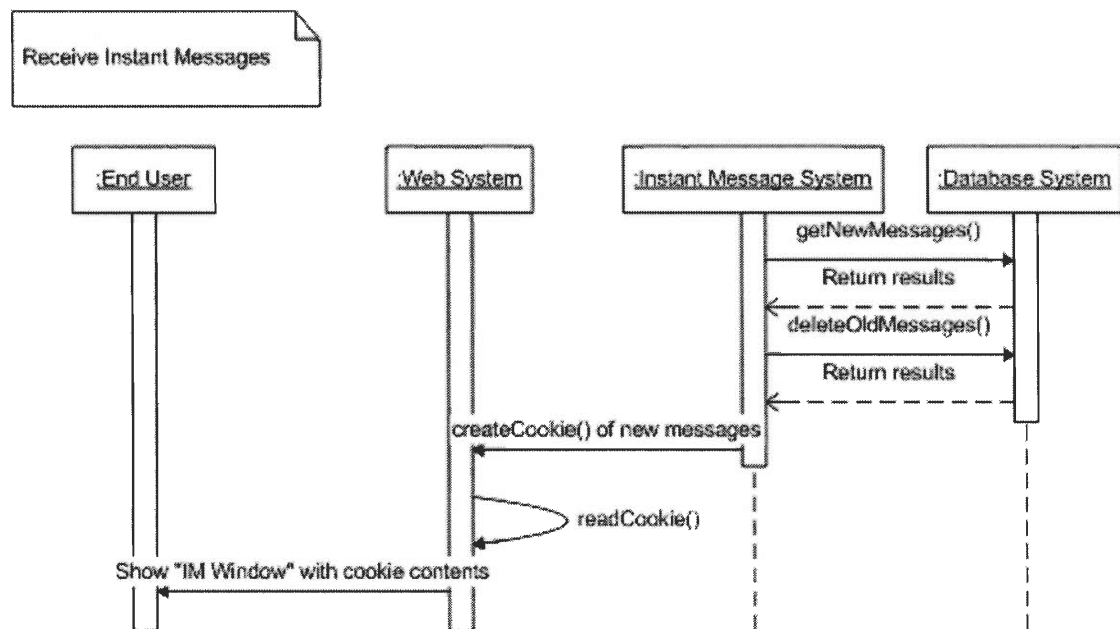 Receive Instant Messages
:End User
:Web System
:Instant Message System
:Database System
getNewMessages()
Return results
deleteOldMessages()
Return results
createCookie() of new messages
readCookie()
Show "IM Window" with cookie contents